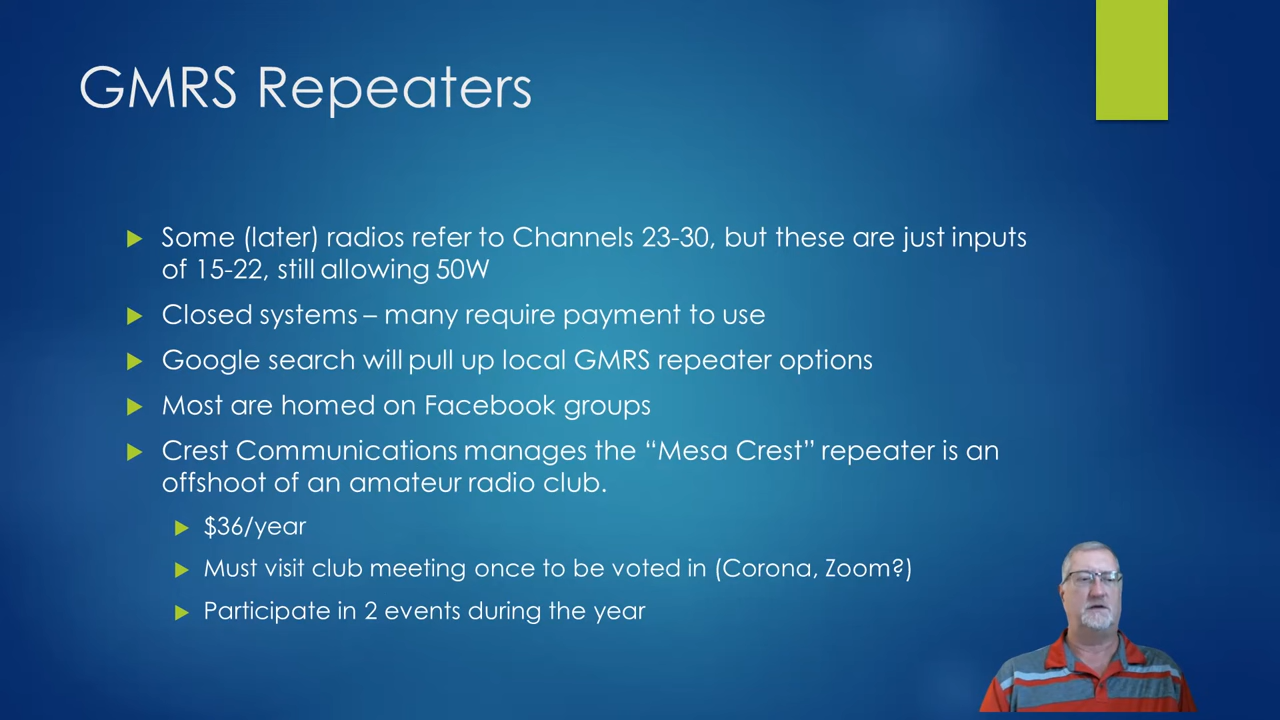 GMRS Repeaters
Some (later) radios refer to Channels 23-30, but these are just inputs
of 15-22, still allowing 50W
Closed systems – many require payment to use
Google search will pull up local GMRS repeater options
Most are homed on Facebook groups
Crest Communications manages the “Mesa Crest” repeater is an
offshoot of an amateur radio club.
$36/year
Must visit club meeting once to be voted in (Corona, Zoom?)
Participate in 2 events during the year